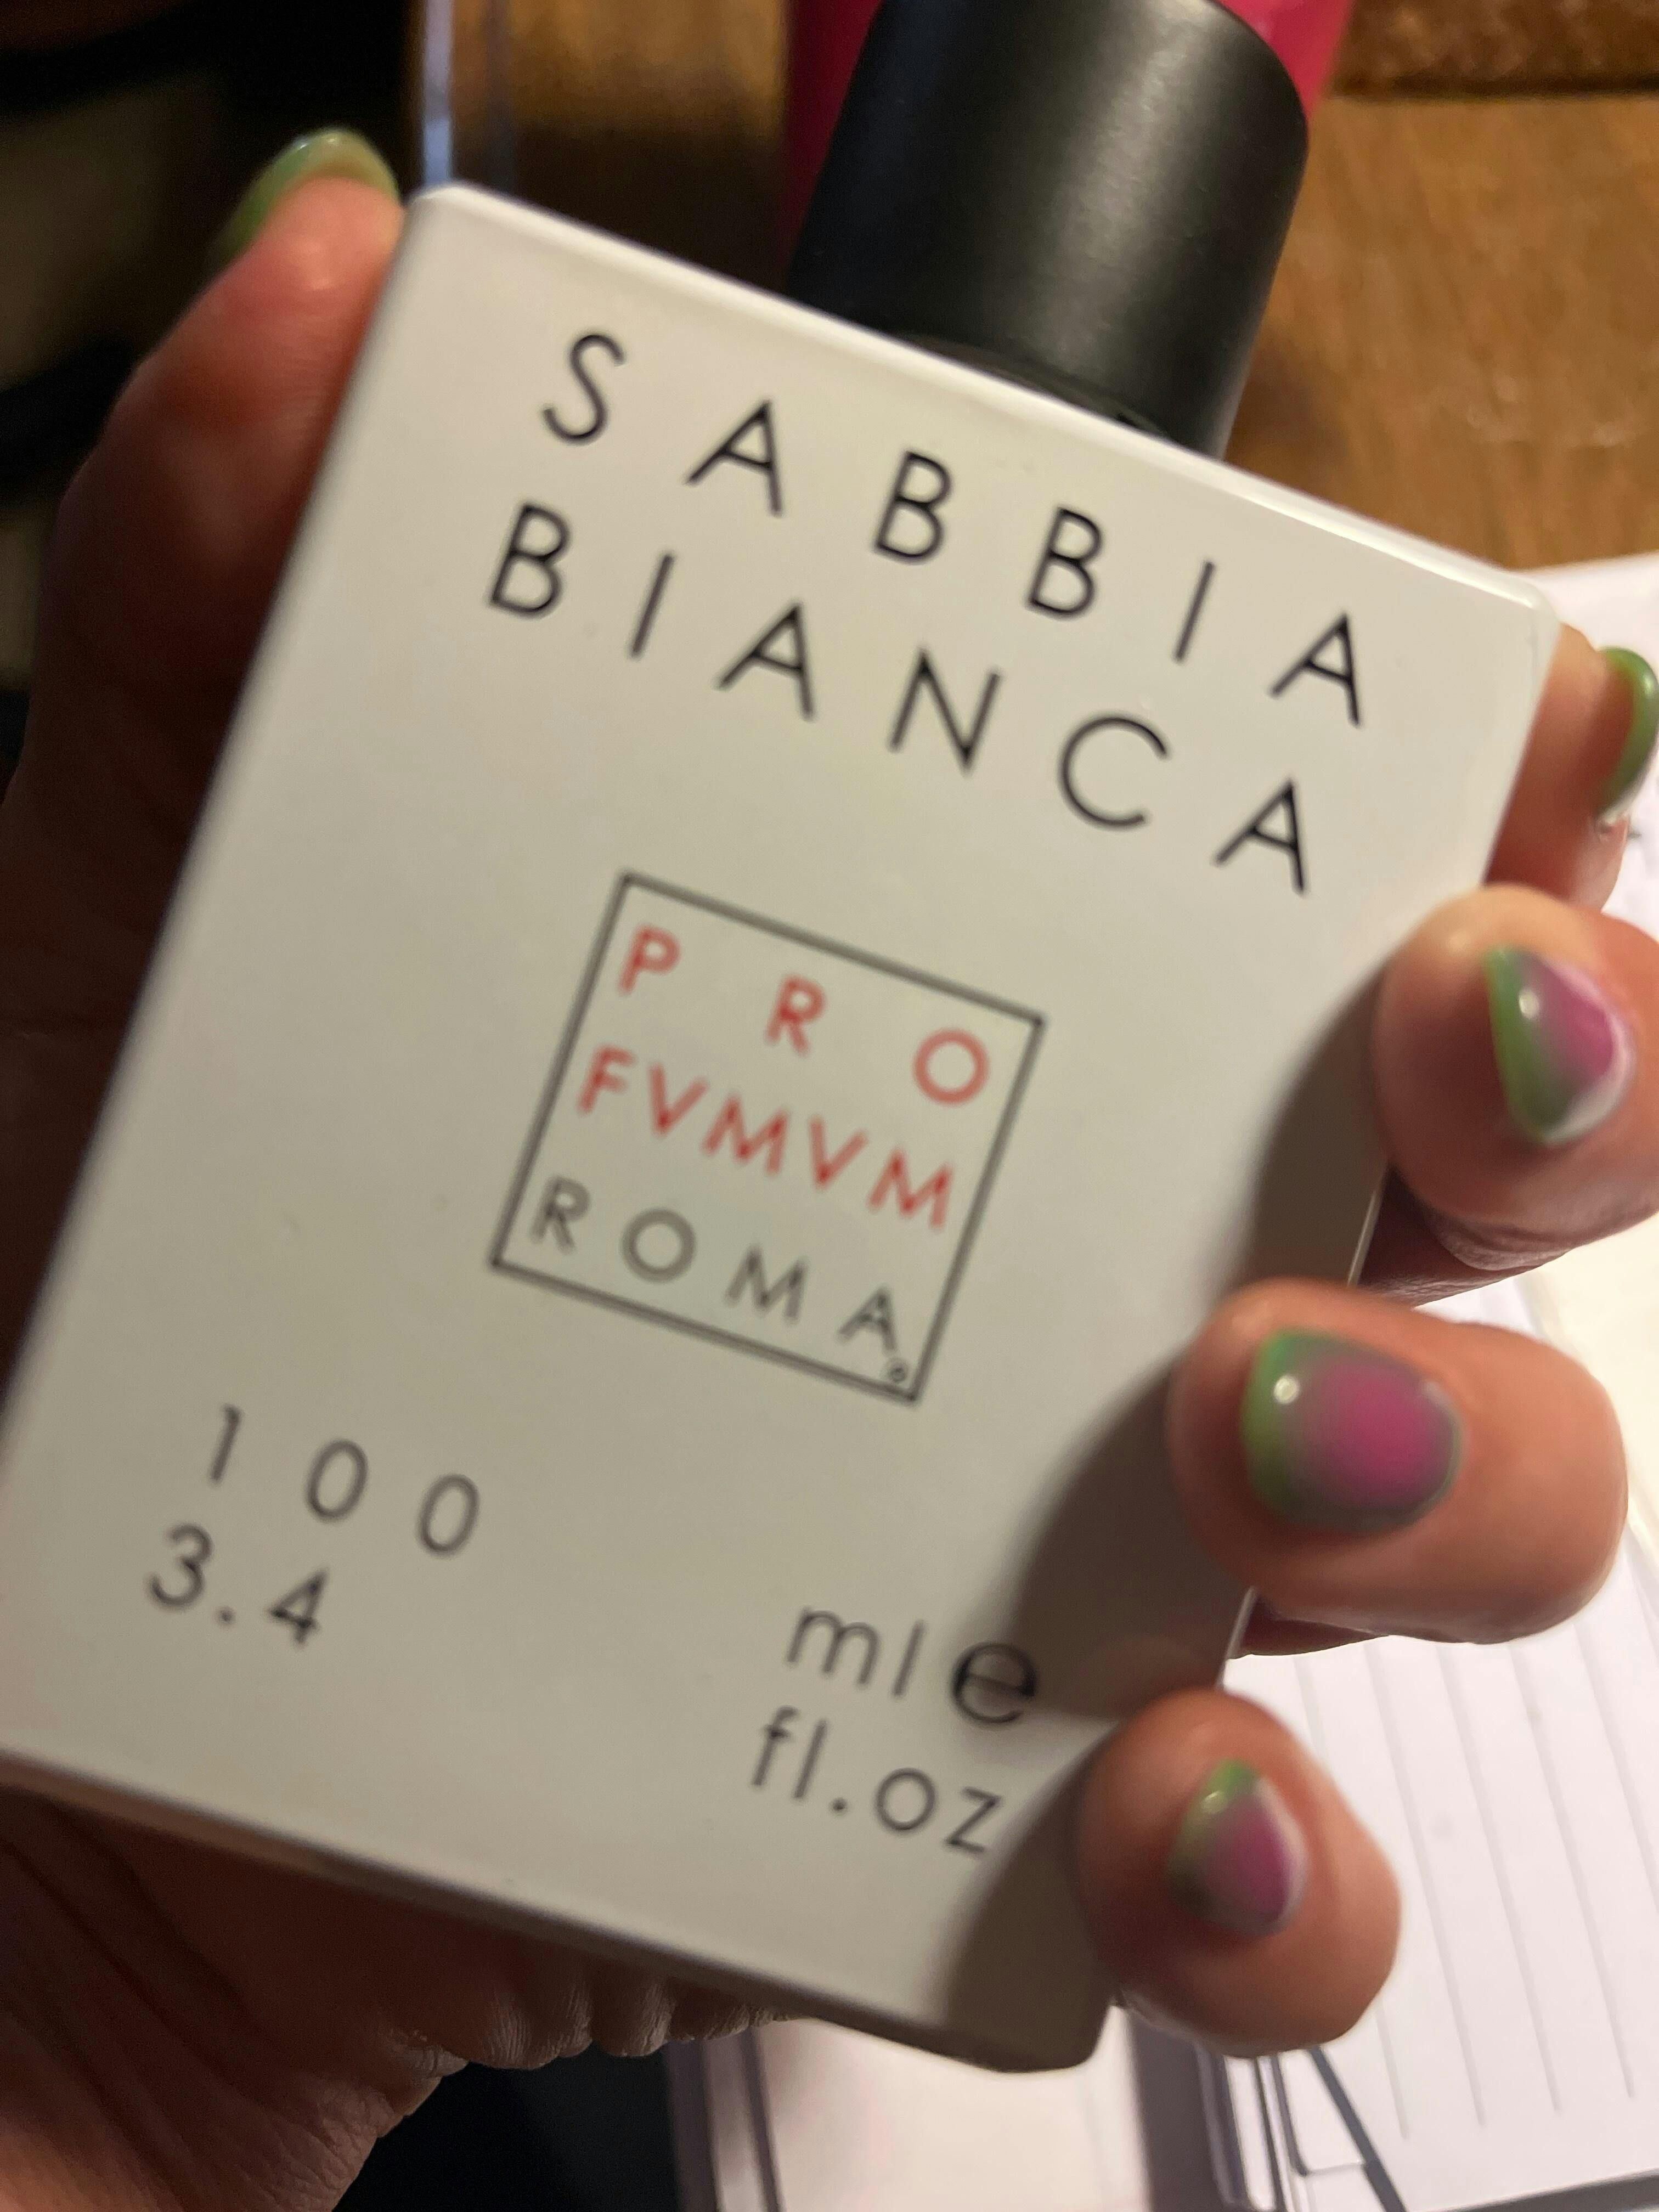 SABBIA
BIANCA
PRO
FVMVM
ROMA®
100 ml ℮
3.4 fl.oz